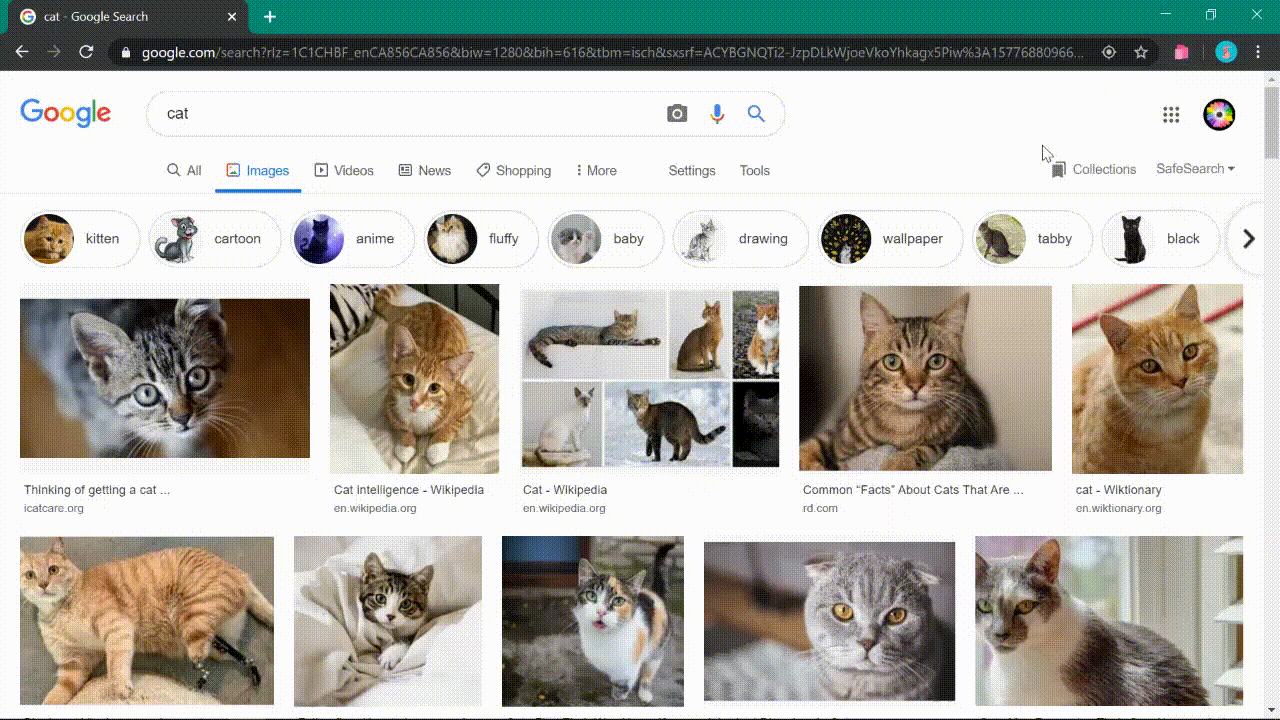 cat - Google Search
google.com/search?rlz=1C1CHBF_enCA856CA856&biw=1280&bih=616&tbm=isch&sxsrf=ACYBGNQTi2-JzpDLkWjoeVkoYhkagx5Piw%3A15776880966...
Google
cat
All Images Videos News Shopping More Settings Tools Collections SafeSearch
kitten cartoon anime fluffy baby drawing wallpaper tabby black
Thinking of getting a cat ...
icatcare.org
Cat intelligence - Wikipedia
en.wikipedia.org
Cat - Wikipedia
en.wikipedia.org
Common “Facts” About Cats That Are ...
rd.com
cat - Wiktionary
en.wiktionary.org